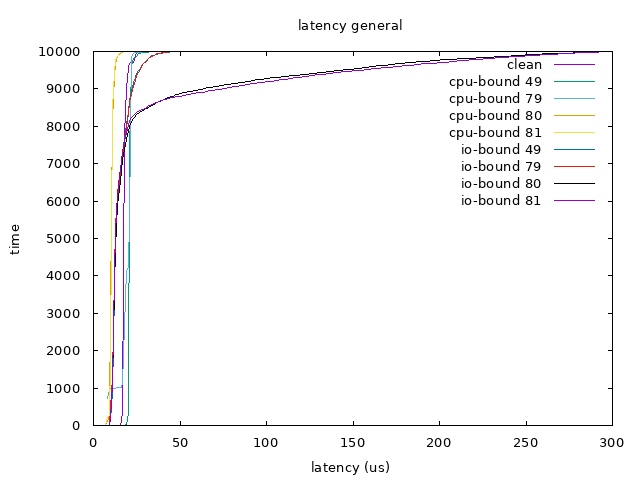 latency general
10000
9000
8000
7000
6000
5000
4000
3000
2000
1000
0
time
clean
cpu-bound 49
cpu-bound 79
cpu-bound 80
cpu-bound 81
io-bound 49
io-bound 79
io-bound 80
io-bound 81
0 50 100 150 200 250 300
latency (us)